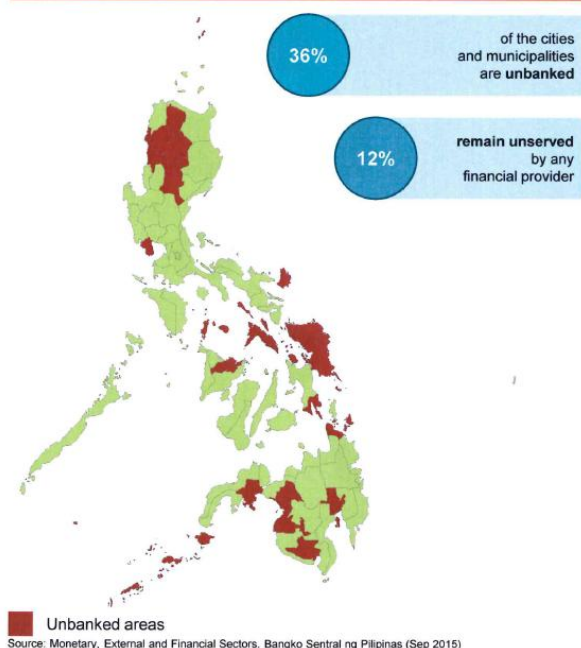 36%
of the cities
and municipalities
are unbanked
12%
remain unserved
by any
financial provider
Unbanked areas
Source: Monetary, External and Financial Sectors, Bangko Sentral ng Pilipinas (Sep 2015)